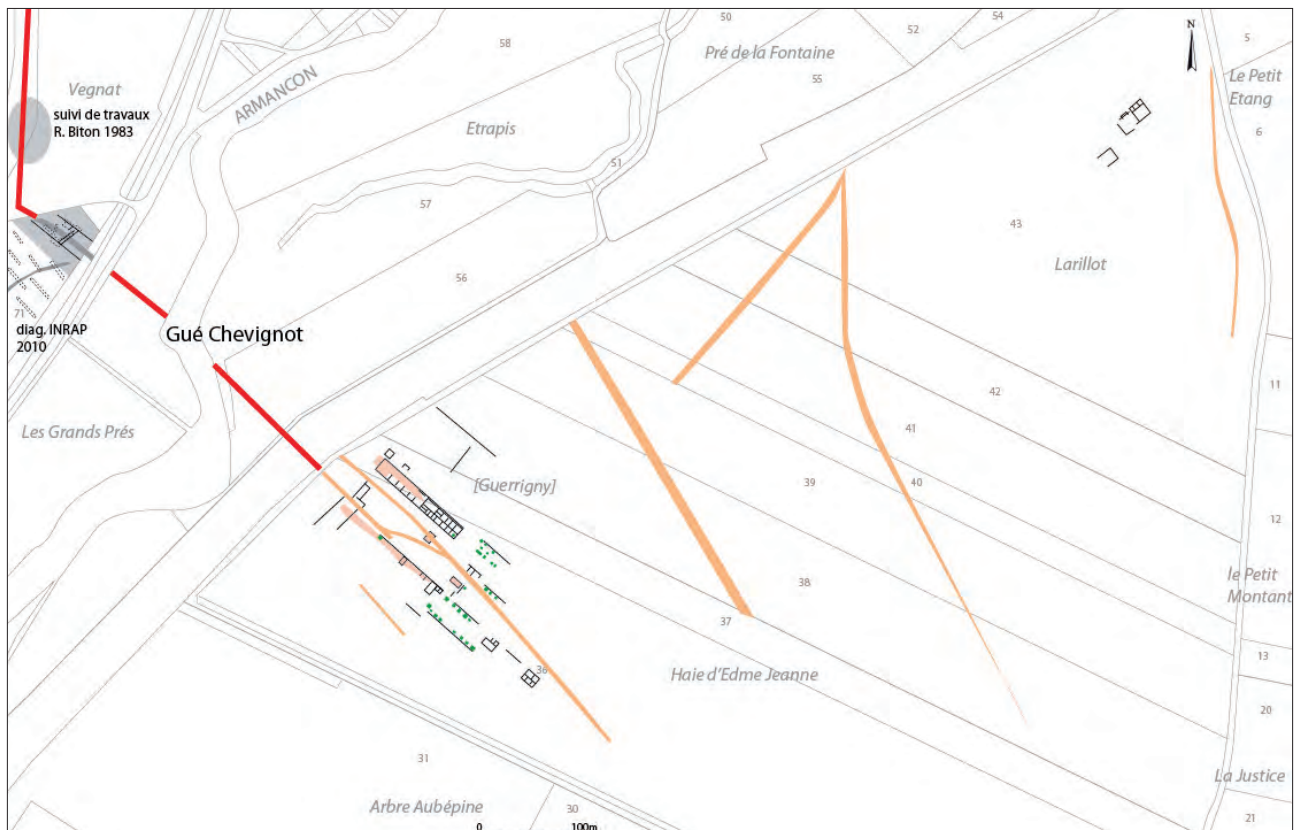 50
54
52
5
N
58
Pré de la Fontaine
55
Le Petit
Etang
6
Vegnat
suivi de travaux
R. Biton 1983
ARMANCON
Etrapis
51
57
43
Larillot
56
71
diag. INRAP
2010
Gué Chevignot
Les Grands Prés
42
11
41
[Guerrigny]
39
40
12
38
le Petit
Montant
37
13
36
Haie d'Edme Jeanne
20
31
La Justice
Arbre Aubépine
30
21
0 100m